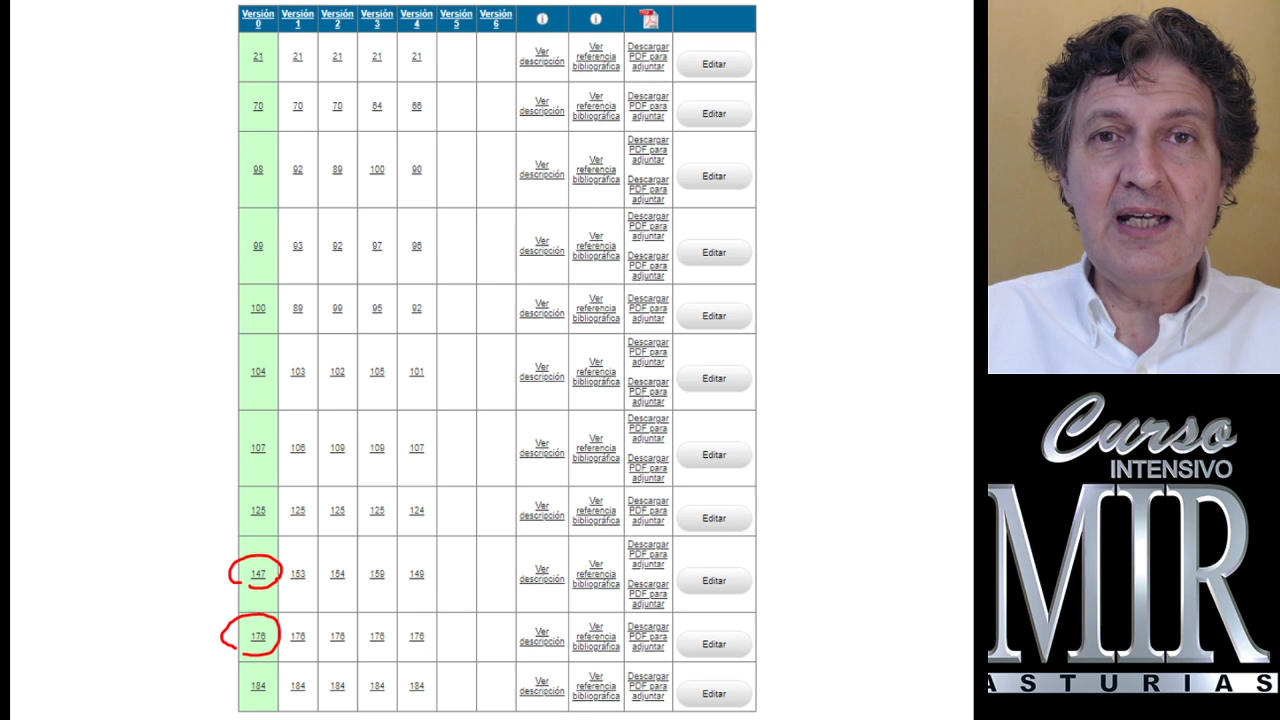 Versión 0 Versión 1 Versión 2 Versión 3 Versión 4 Versión 5 Versión 6
21 21 21 21 21 Ver descripción Ver referencia bibliográfica Descargar PDF para adjuntar Editar
70 70 70 64 66 Ver descripción Ver referencia bibliográfica Descargar PDF para adjuntar Editar
98 92 89 100 90 Ver descripción Ver referencia bibliográfica Descargar PDF para adjuntar Descargar PDF para adjuntar Editar
99 93 92 97 96 Ver descripción Ver referencia bibliográfica Descargar PDF para adjuntar Descargar PDF para adjuntar Editar
100 89 99 95 92 Ver descripción Ver referencia bibliográfica Descargar PDF para adjuntar Editar
104 103 102 105 101 Ver descripción Ver referencia bibliográfica Descargar PDF para adjuntar Descargar PDF para adjuntar Editar
107 106 109 109 107 Ver descripción Ver referencia bibliográfica Descargar PDF para adjuntar Descargar PDF para adjuntar Editar
125 125 125 125 124 Ver descripción Ver referencia bibliográfica Descargar PDF para adjuntar Editar
147 153 154 159 149 Ver descripción Ver referencia bibliográfica Descargar PDF para adjuntar Descargar PDF para adjuntar Editar
176 176 176 176 176 Ver descripción Ver referencia bibliográfica Descargar PDF para adjuntar Editar
184 184 184 184 184 Ver descripción Ver referencia bibliográfica Descargar PDF para adjuntar Editar
Curso
INTENSIVO
MIR
ASTURIAS